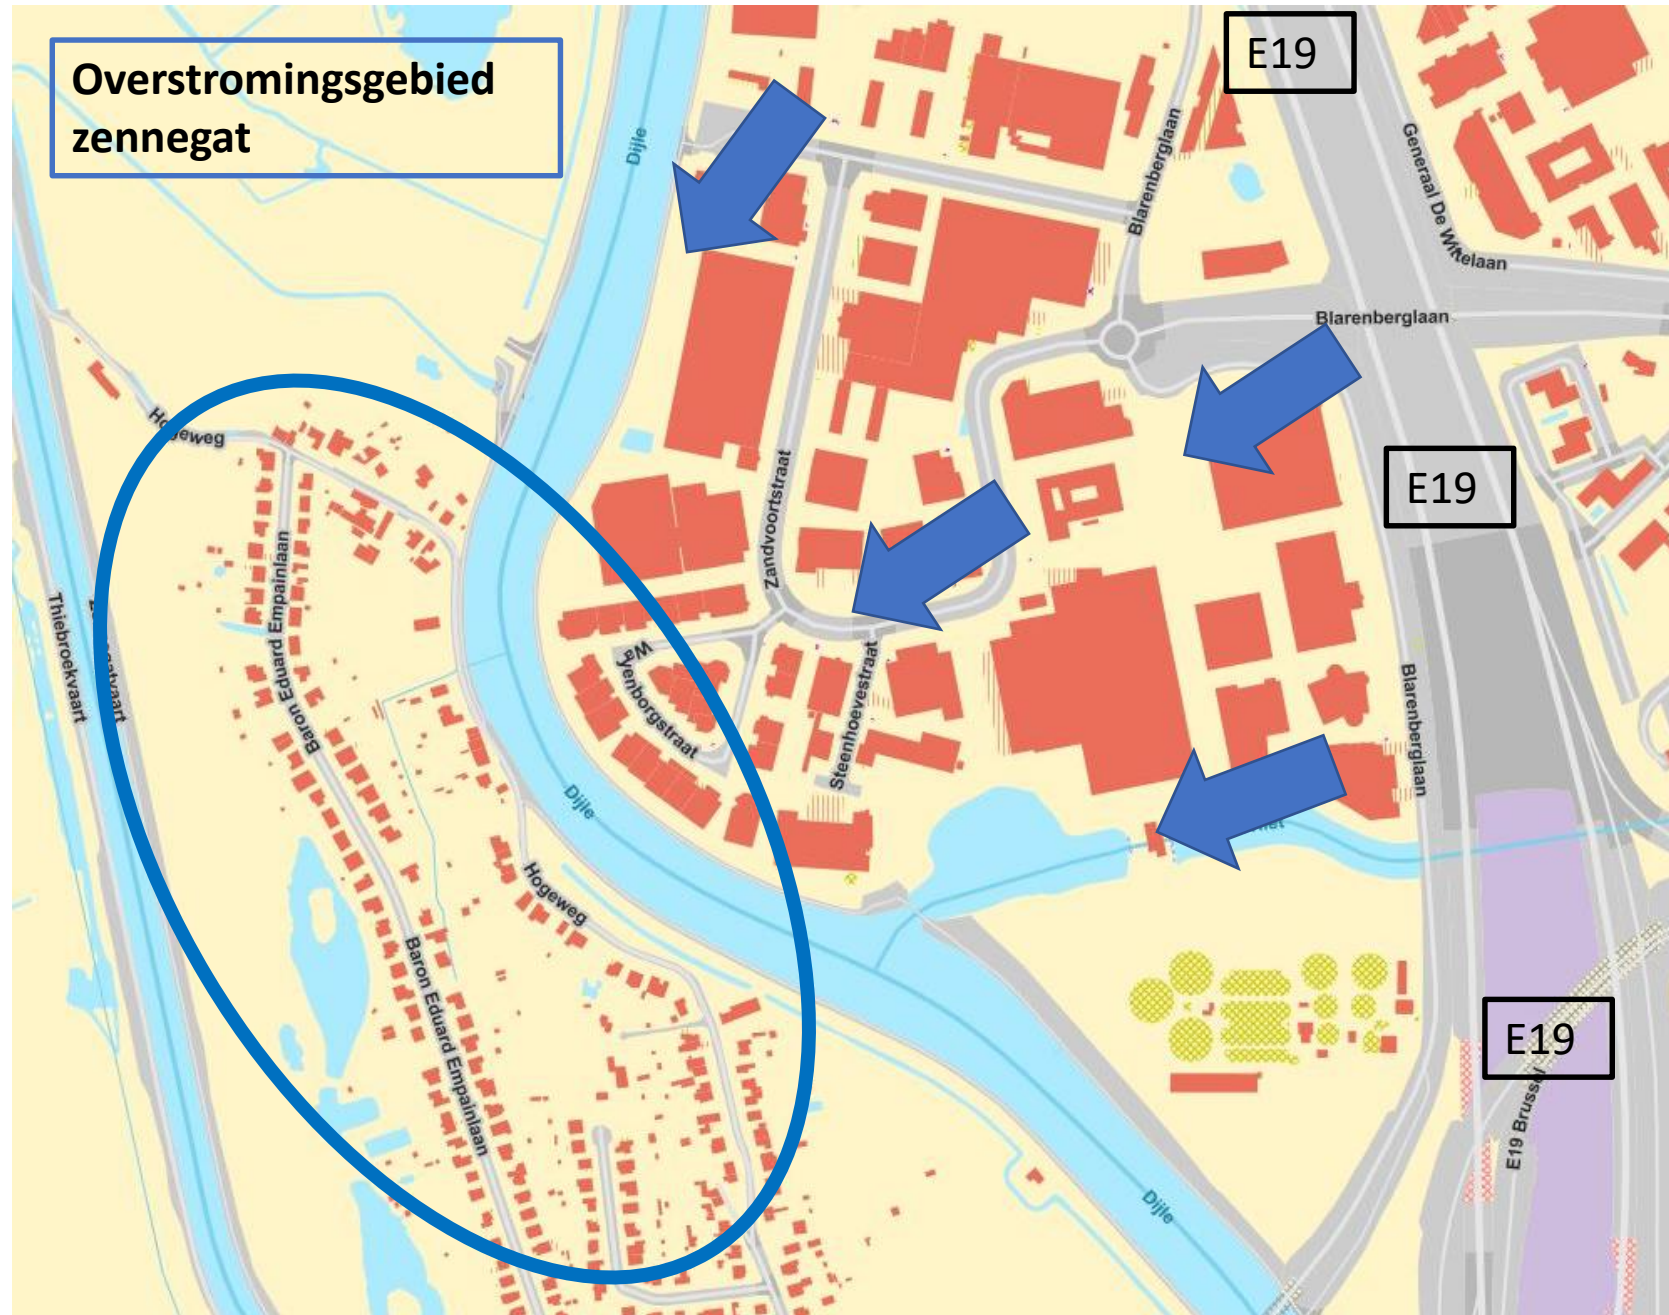 Overstromingsgebied
zennegat
E19
Dijle
Blarenberglaan
Generaal De Wittelaan
Blarenberglaan
Hogeweg
E19
Zandvoortstraat
Baron Eduard Empainlaan
Thiebroekvaart
Wayenborgstraat
Steenhoevestraat
Blarenberglaan
Dijle
Hogeweg
Baron Eduard Empainlaan
E19
E19 Brussel
Dijle